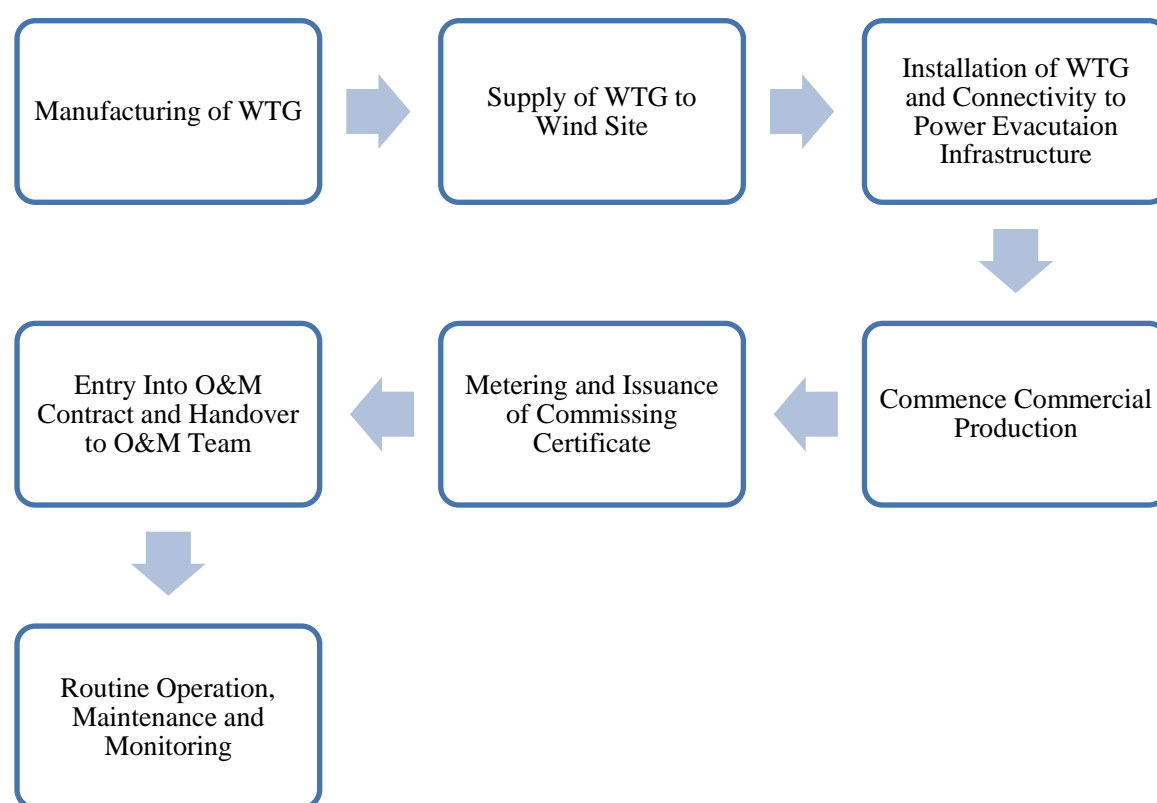 Manufacturing of WTG
Supply of WTG to
Wind Site
Installation of WTG
and Connectivity to
Power Evacutaion
Infrastructure
Commence Commercial
Production
Metering and Issuance
of Commissing
Certificate
Entry Into O&M
Contract and Handover
to O&M Team
Routine Operation,
Maintenance and
Monitoring